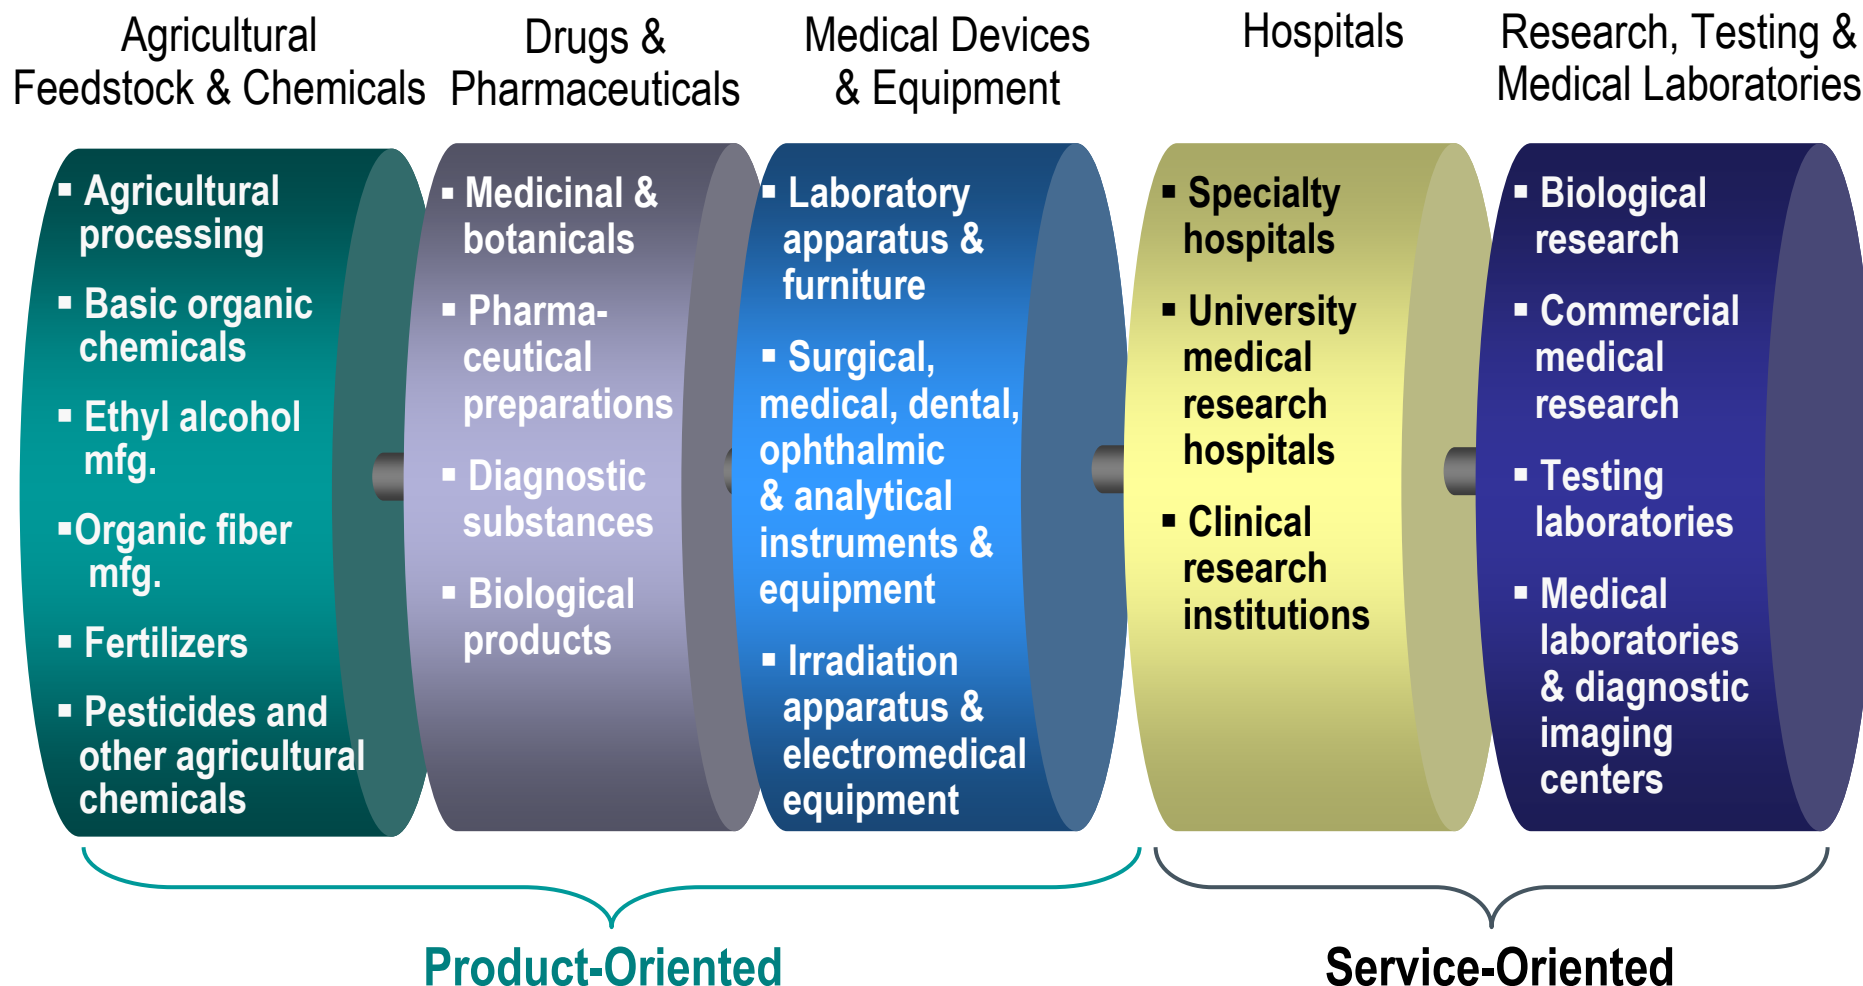 Agricultural
Feedstock & Chemicals
Drugs &
Pharmaceuticals
Medical Devices
& Equipment
Hospitals
Research, Testing &
Medical Laboratories
▪ Agricultural
processing
▪ Basic organic
chemicals
▪ Ethyl alcohol
mfg.
▪Organic fiber
mfg.
▪ Fertilizers
▪ Pesticides and
other agricultural
chemicals
▪ Medicinal &
botanicals
▪ Pharma-
ceutical
preparations
▪ Diagnostic
substances
▪ Biological
products
▪ Laboratory
apparatus &
furniture
▪ Surgical,
medical, dental,
ophthalmic
& analytical
instruments &
equipment
▪ Irradiation
apparatus &
electromedical
equipment
▪ Specialty
hospitals
▪ University
medical
research
hospitals
▪ Clinical
research
institutions
▪ Biological
research
▪ Commercial
medical
research
▪ Testing
laboratories
▪ Medical
laboratories
& diagnostic
imaging
centers
Product-Oriented
Service-Oriented